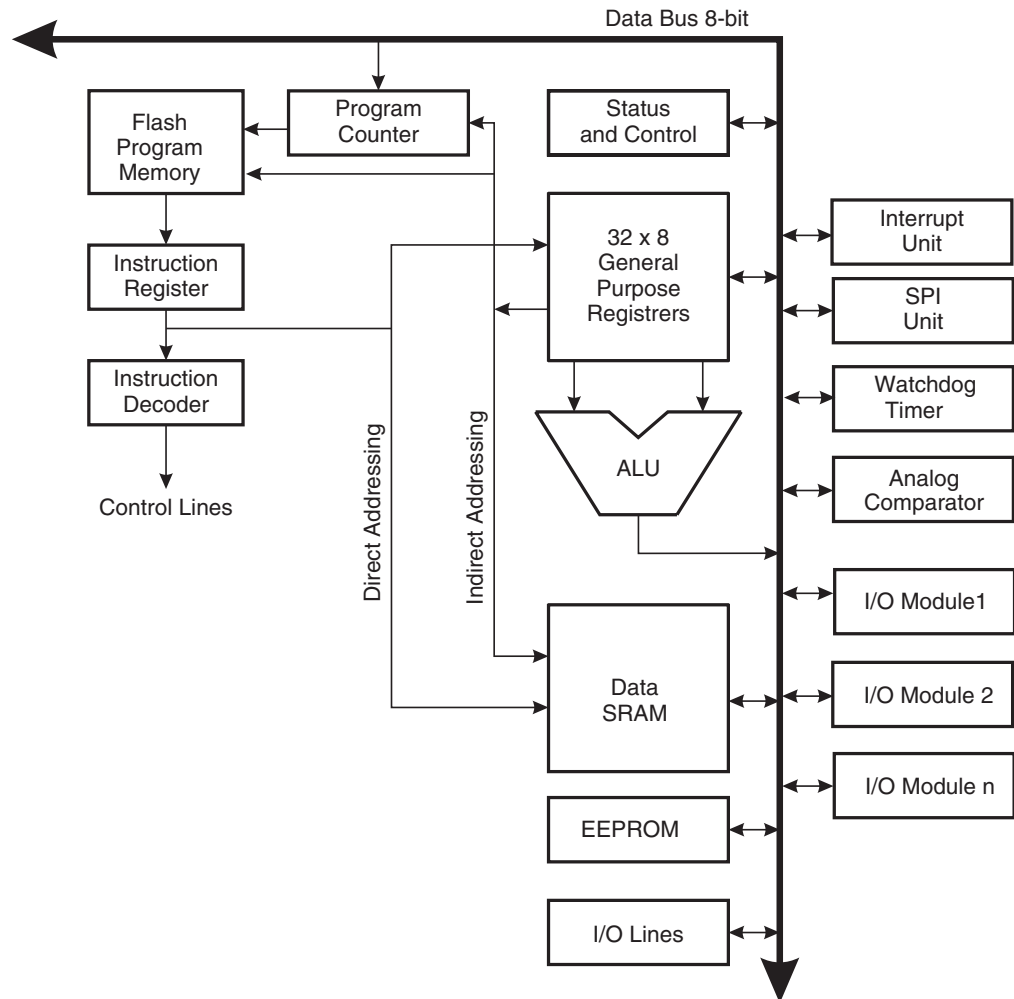 Data Bus 8-bit
Flash
Program
Memory
Program
Counter
Status
and Control
32 x 8
General
Purpose
Registrers
Interrupt
Unit
Instruction
Register
SPI
Unit
Instruction
Decoder
Watchdog
Timer
Direct Addressing
Indirect Addressing
ALU
Analog
Comparator
Control Lines
I/O Module1
Data
SRAM
I/O Module 2
I/O Module n
EEPROM
I/O Lines